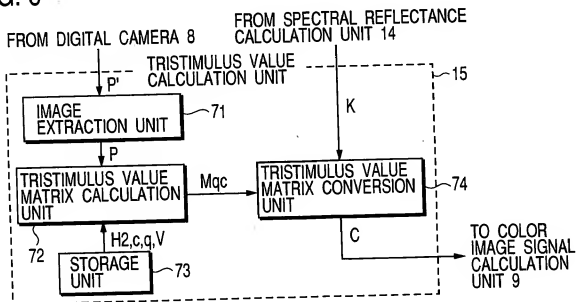 FROM DIGITAL CAMERA 8
FROM SPECTRAL REFLECTANCE
CALCULATION UNIT 14
TRISTIMULUS VALUE
CALCULATION UNIT
15
P'
K
IMAGE
EXTRACTION UNIT
71
P
TRISTIMULUS VALUE
MATRIX CALCULATION
UNIT
72
Mqc
TRISTIMULUS VALUE
MATRIX CONVERSION
UNIT
74
H2,c,q,V
STORAGE
UNIT
73
C
TO COLOR
IMAGE SIGNAL
CALCULATION
UNIT 9